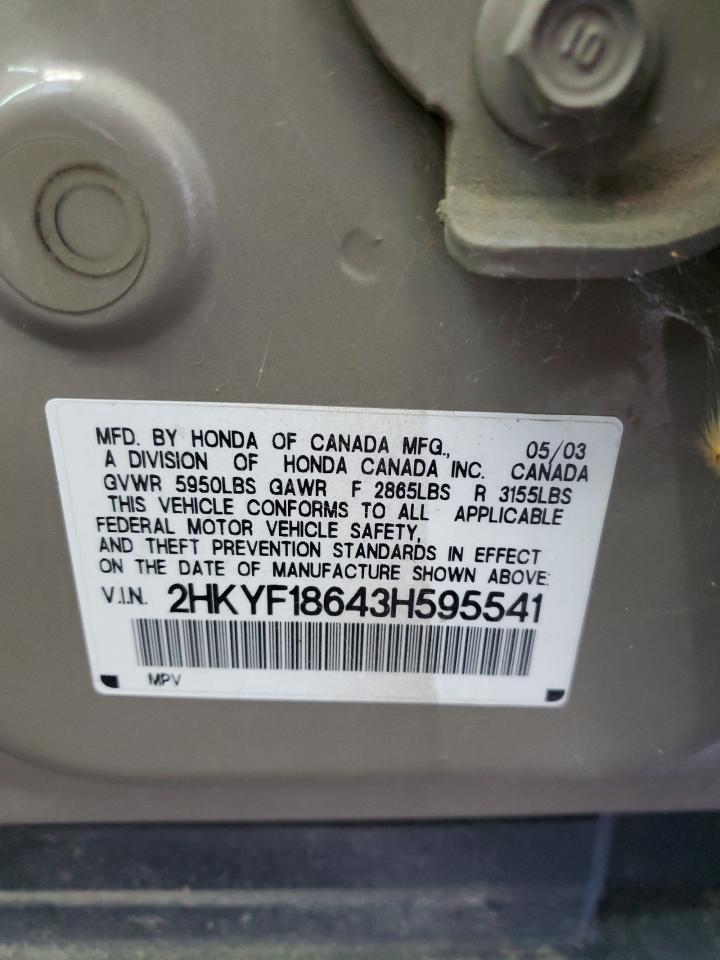 10
MFD. BY HONDA OF CANADA MFG., 05/03
A DIVISION OF HONDA CANADA INC. CANADA
GVWR 5950LBS GAWR F 2865LBS R 3155LBS
THIS VEHICLE CONFORMS TO ALL APPLICABLE
FEDERAL MOTOR VEHICLE SAFETY,
AND THEFT PREVENTION STANDARDS IN EFFECT
ON THE DATE OF MANUFACTURE SHOWN ABOVE:
V.I.N. 2HKYF18643H595541
MPV